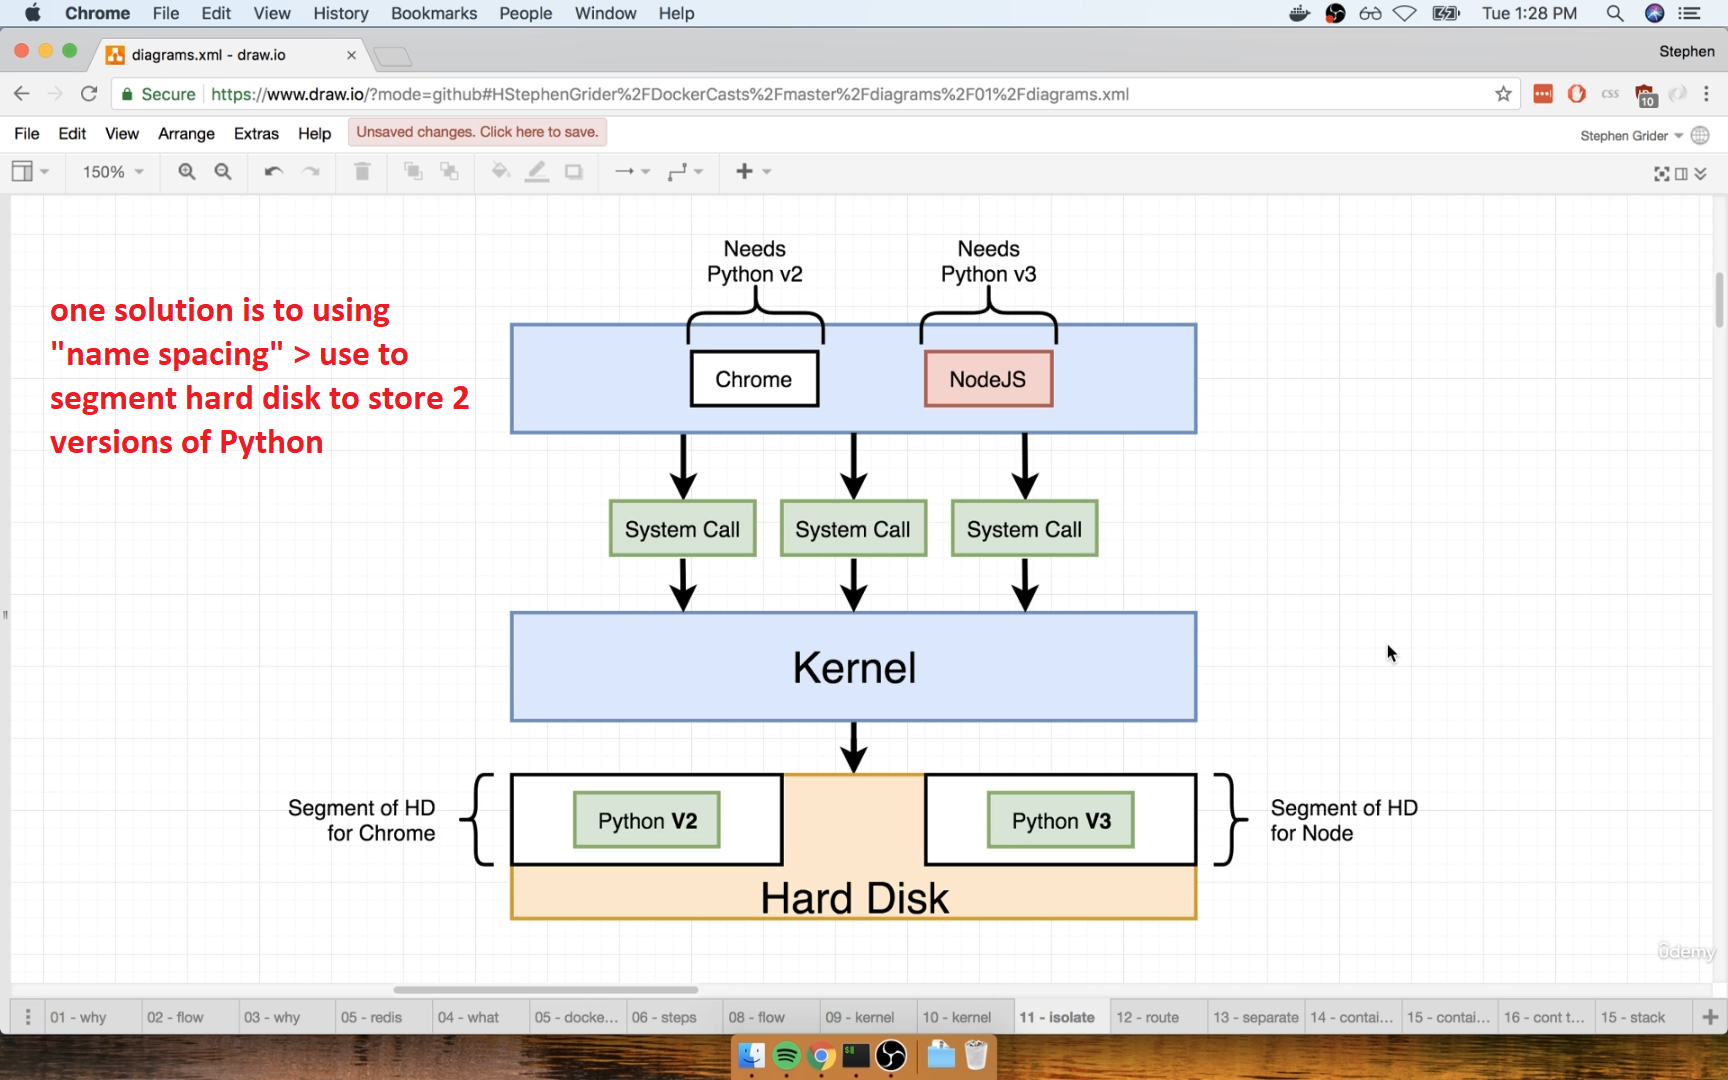 Chrome File Edit View History Bookmarks People Window Help Tue 1:28 PM
diagrams.xml - draw.io Stephen
Secure https://www.draw.io/?mode=github#HStephenGrider%2FDockerCasts%2Fmaster%2Fdiagrams%2F01%2Fdiagrams.xml CSS 10
File Edit View Arrange Extras Help Unsaved changes. Click here to save. Stephen Grider
150%
Needs
Python v2
Needs
Python v3
one solution is to using
"name spacing" > use to
segment hard disk to store 2
versions of Python
Chrome NodeJS
System Call System Call System Call
Kernel
Segment of HD
for Chrome
Python V2 Python V3
Segment of HD
for Node
Hard Disk
ûdemy
01 - why 02 - flow 03 - why 05 - redis 04 - what 05 - docke... 06 - steps 08 - flow 09 - kernel 10 - kernel 11 - isolate 12 - route 13 - separate 14 - contai... 15 - contai... 16 - cont t... 15 - stack